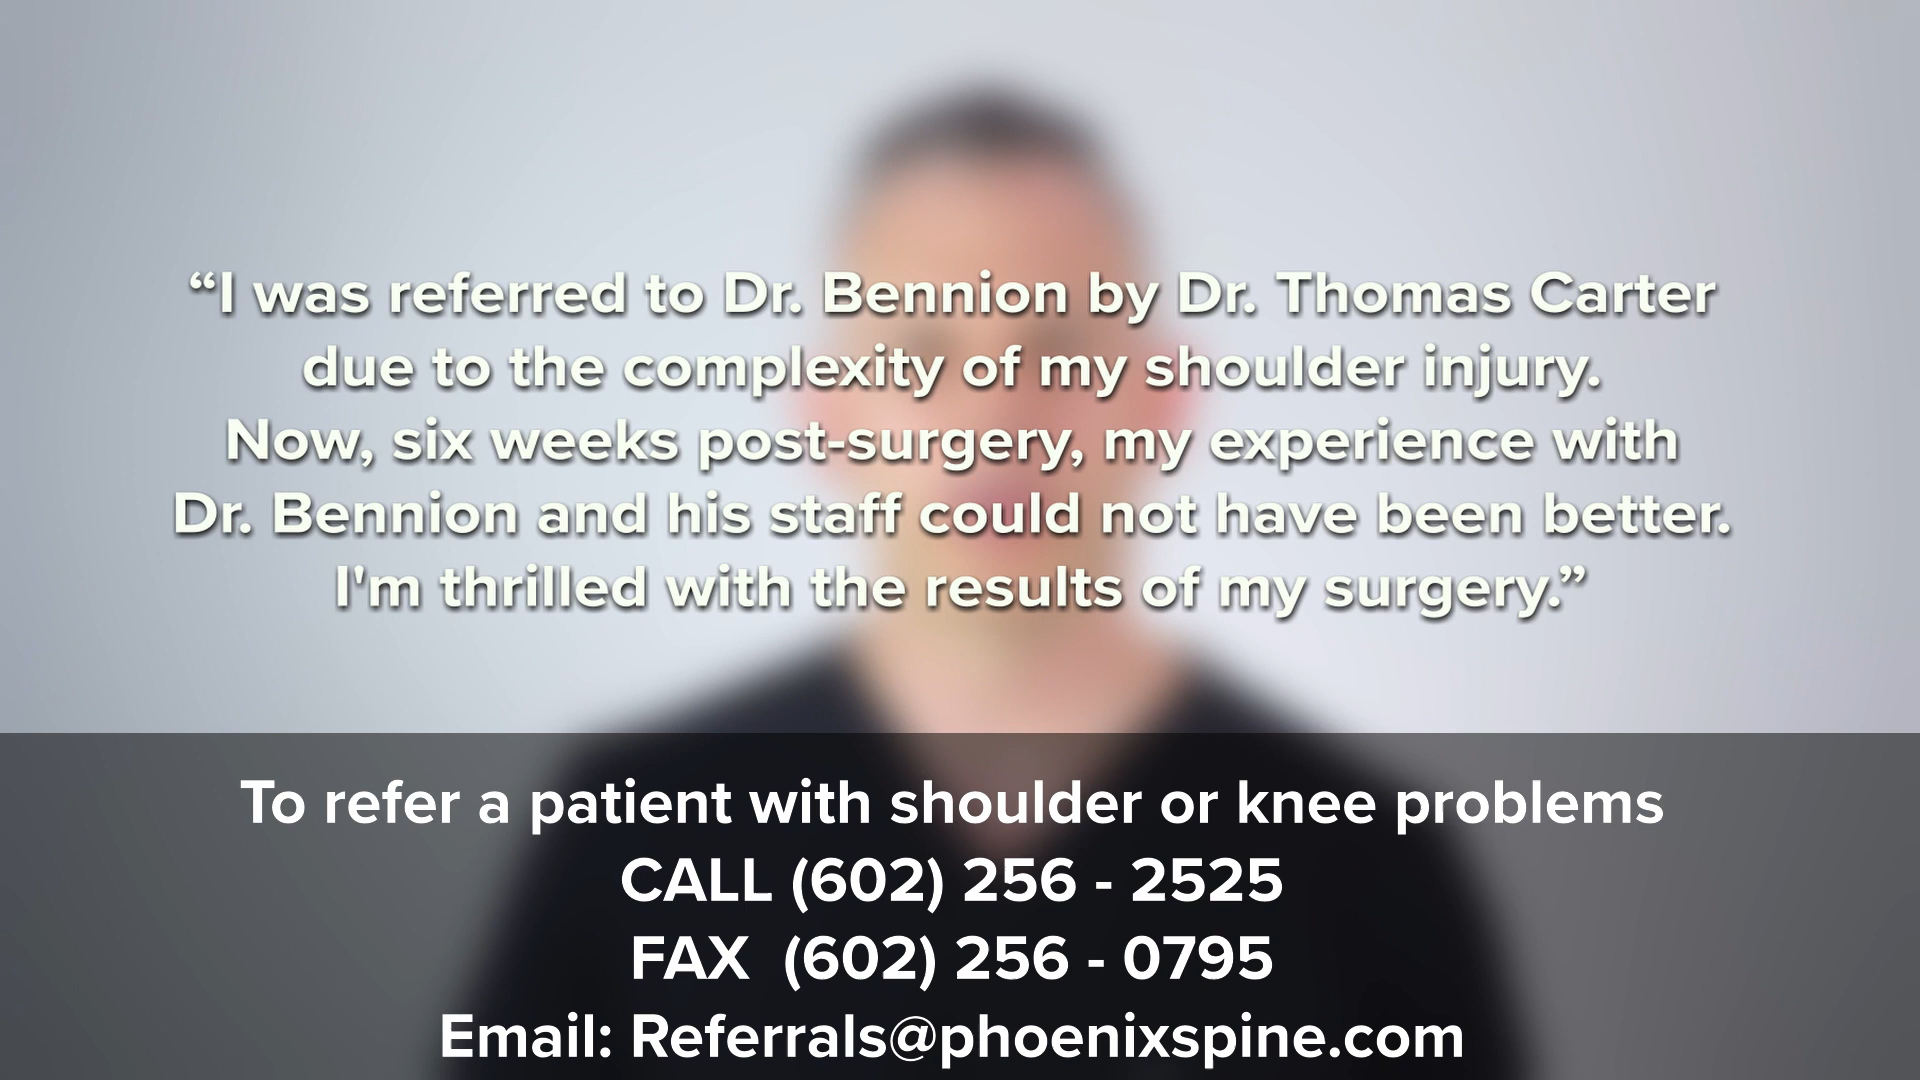 “I was referred to Dr. Bennion by Dr. Thomas Carter
due to the complexity of my shoulder injury.
Now, six weeks post-surgery, my experience with
Dr. Bennion and his staff could not have been better.
I'm thrilled with the results of my surgery.”
To refer a patient with shoulder or knee problems
CALL (602) 256 - 2525
FAX  (602) 256 - 0795
Email: Referrals@phoenixspine.com